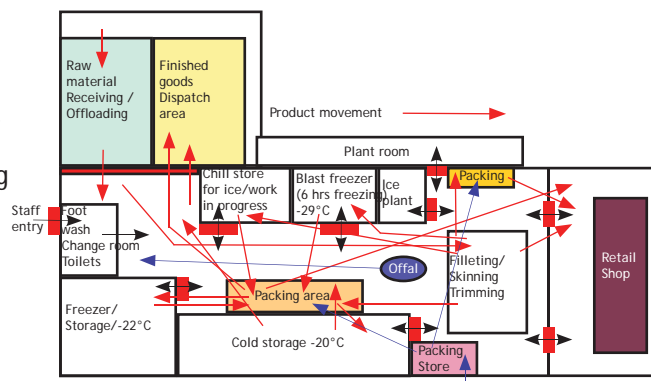 Raw
material
Receiving /
Offloading
Finished
goods
Dispatch
area
Product movement
Plant room
g
Chill store
for ice/work
in progress
Blast freezer
(6 hrs freezing)
-29°C
Ice
plant
Packing
Staff
entry
Foot
wash
Change room
Toilets
Offal
Filleting/
Skinning
Trimming
Retail
Shop
Packing area
Freezer/
Storage/-22°C
Cold storage -20°C
Packing
Store